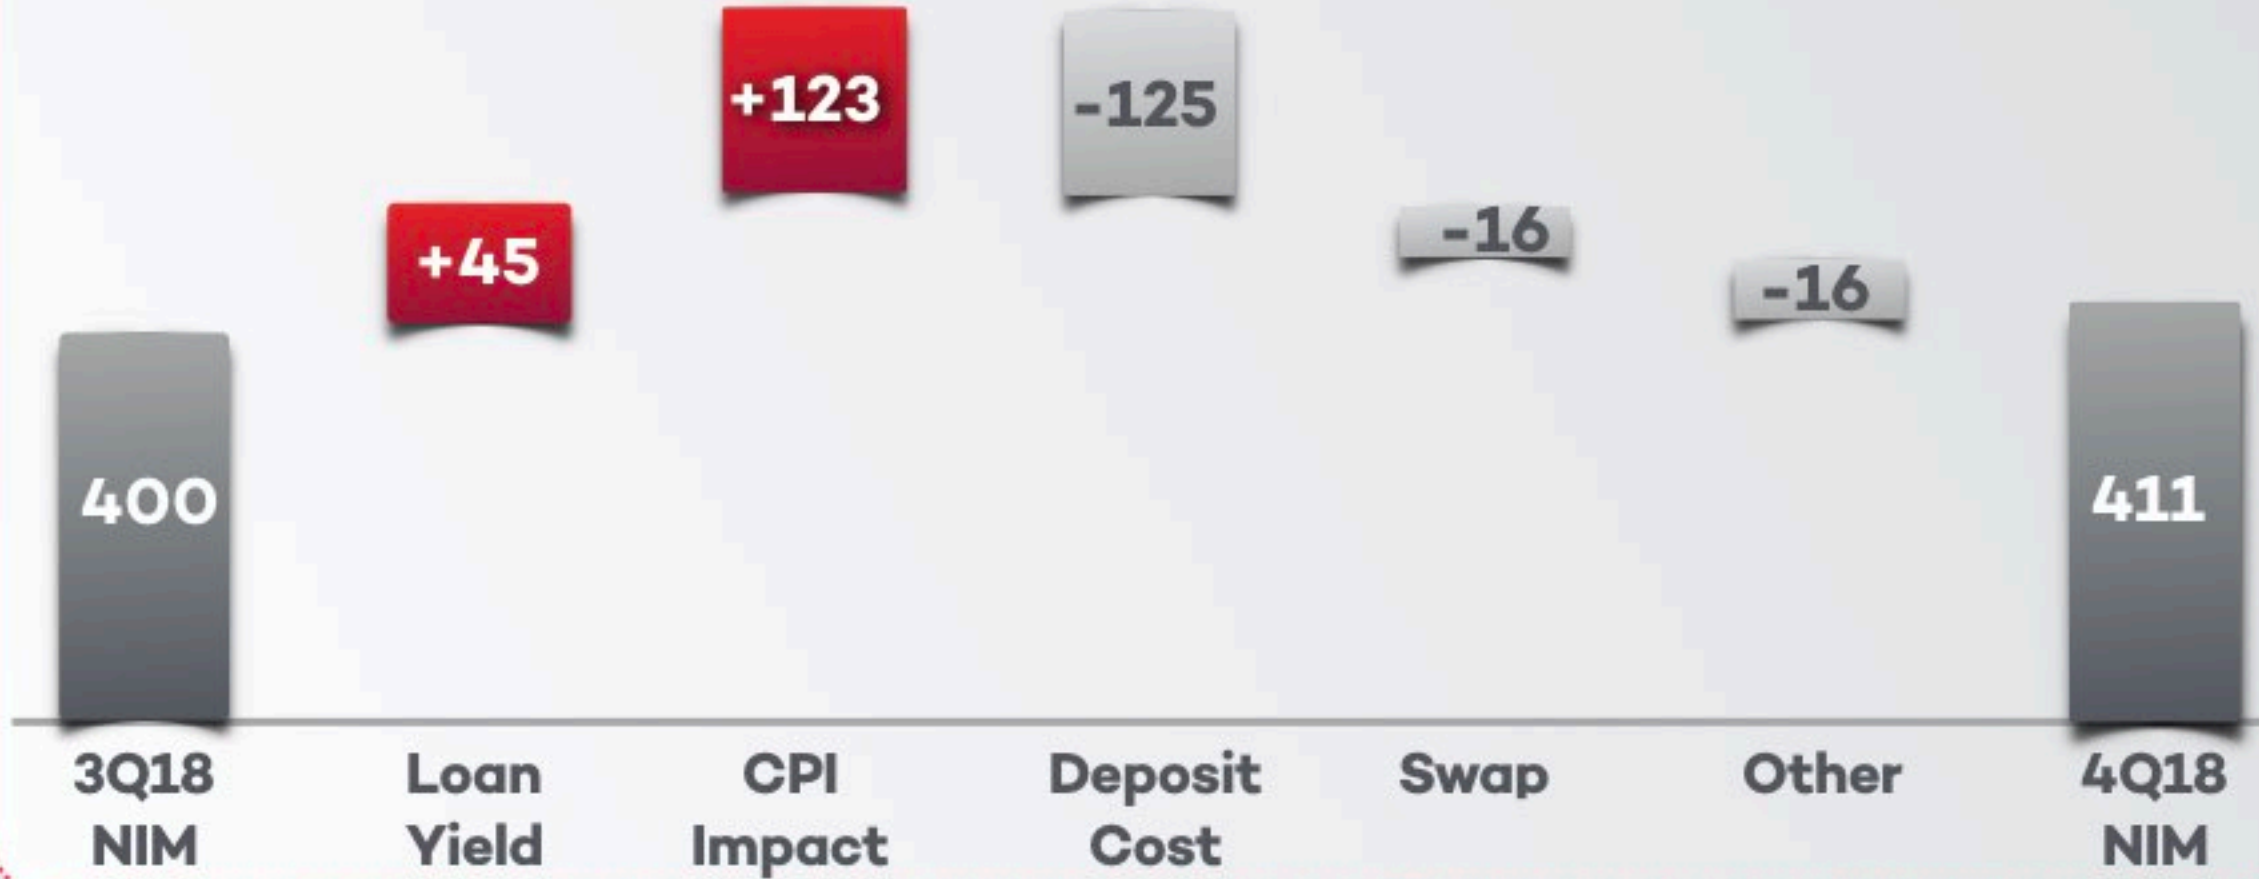 +123
-125
+45
-16
-16
400
411
3Q18 NIM
Loan Yield
CPI Impact
Deposit Cost
Swap
Other
4Q18 NIM